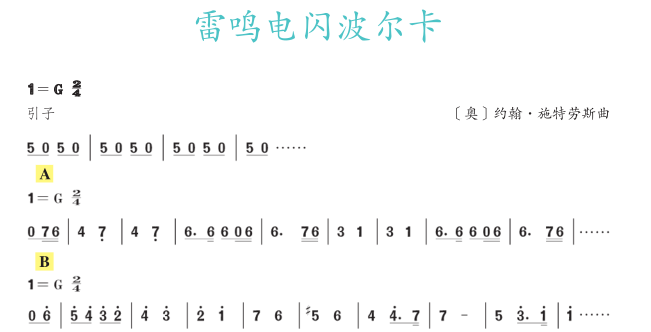 雷鸣电闪波尔卡
1= G 2/4
引子
〔奥〕约翰·施特劳斯曲
5 0 5 0 | 5 0 5 0 | 5 0 5 0 | 5 0 ······
A
1= G 2/4
0 7 6 | 4 7̣ | 4 7̣ | 6. 6 6 0 6 | 6. 7 6 | 3 1 | 3 1 | 6. 6 6 0 6 | 6. 7 6 | ······
B
1= G 2/4
0 6̇ | 5̇ 4̇ 3̇ 2̇ | 4̇ 3̇ | 2̇ 1̇ | 7 6 | #5 6 | 4 4̇. 7 | 7 - | 5 3̇. 1̇ | 1̇ ······